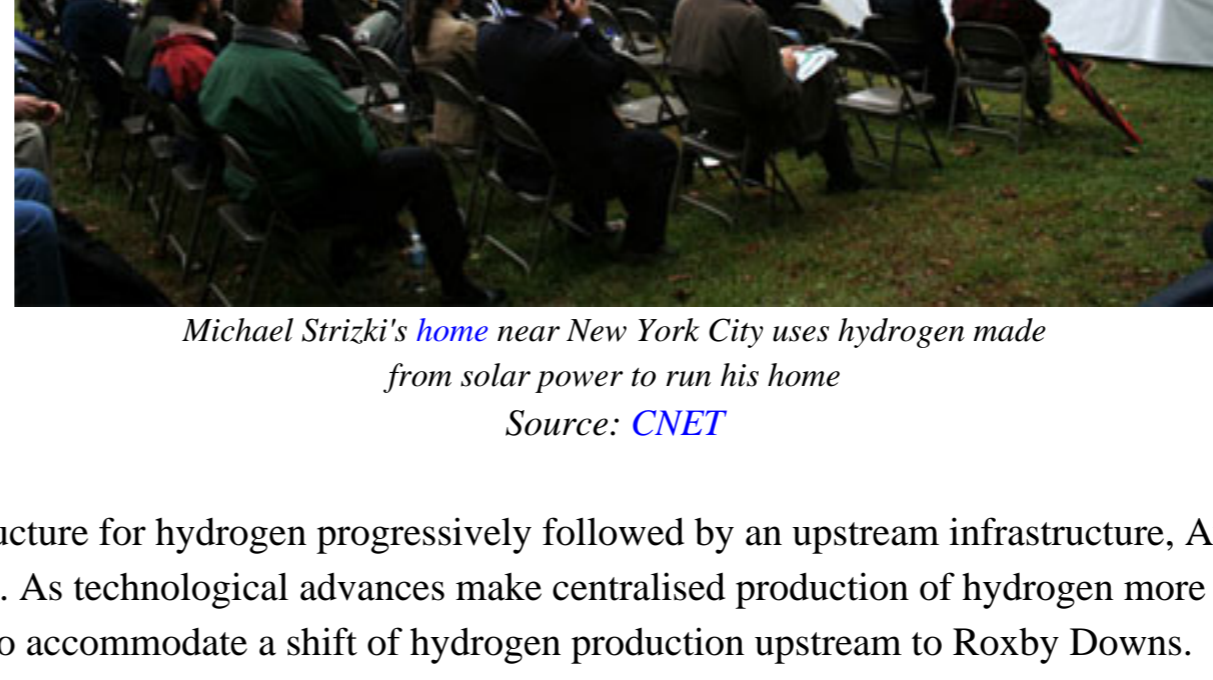 Michael Strizki's home near New York City uses hydrogen made
from solar power to run his home
Source: CNET
ucture for hydrogen progressively followed by an upstream infrastructure, A
. As technological advances make centralised production of hydrogen more
o accommodate a shift of hydrogen production upstream to Roxby Downs.